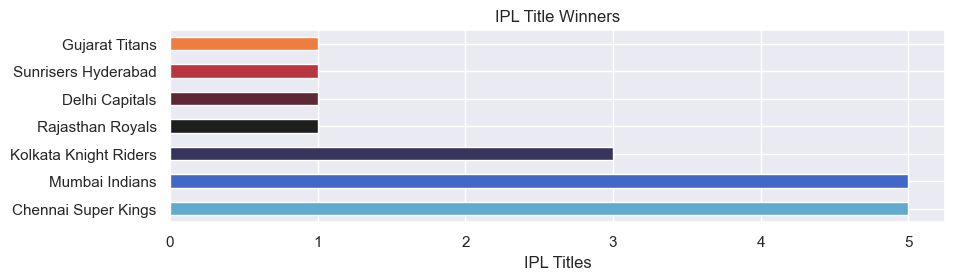 IPL Title Winners
Gujarat Titans
Sunrisers Hyderabad
Delhi Capitals
Rajasthan Royals
Kolkata Knight Riders
Mumbai Indians
Chennai Super Kings
0 1 2 3 4 5
IPL Titles